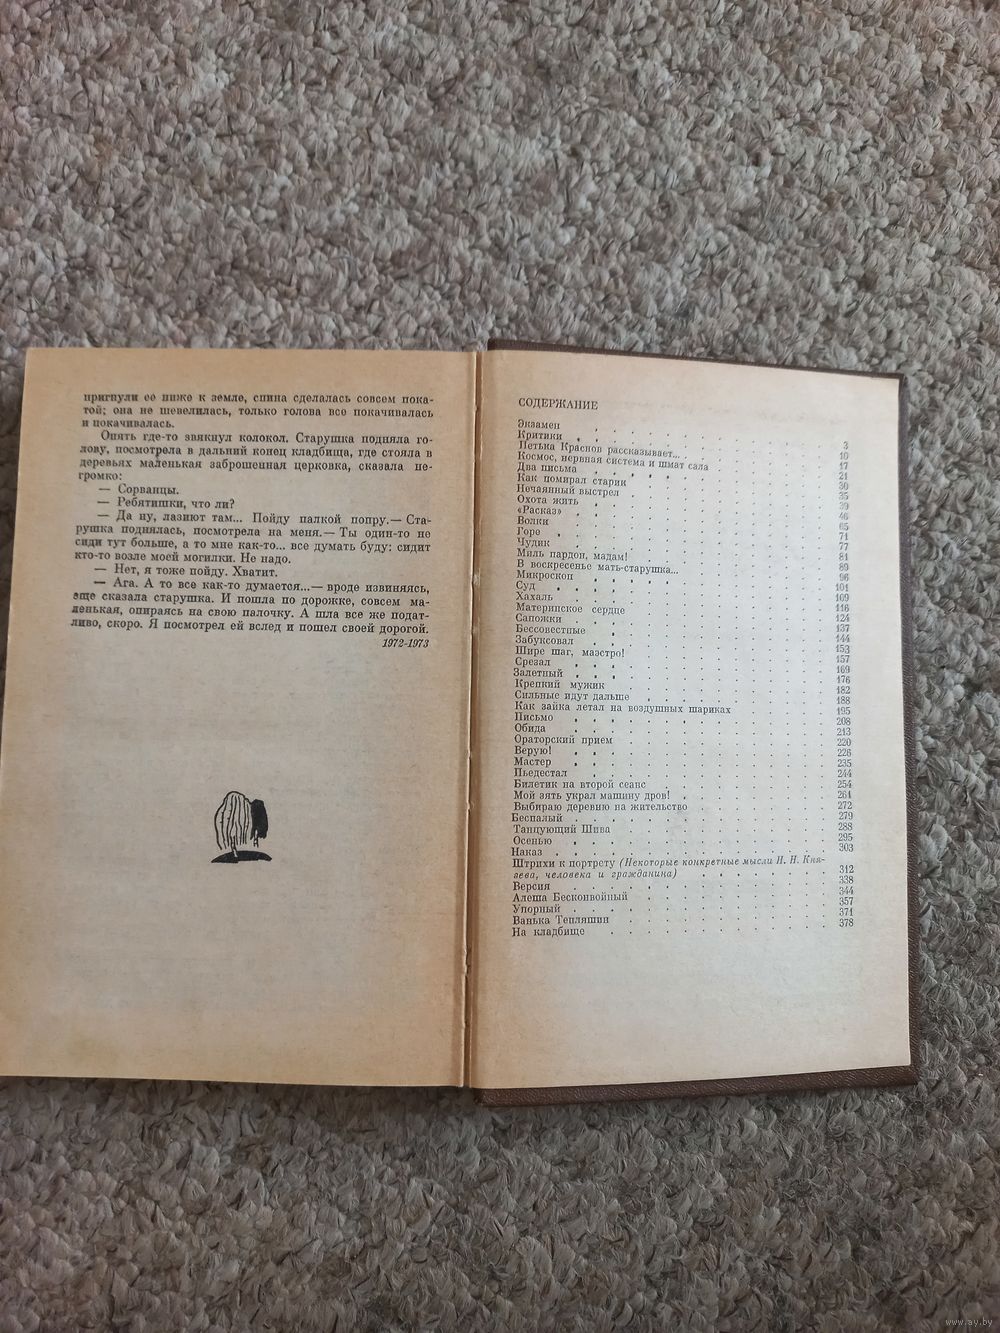 пригнули ее ниже к земле, спина сделалась совсем пока-
той; она не шевелилась, только голова все покачивалась
и покачивалась.
Опять где-то звякнул колокол. Старушка подняла го-
лову, посмотрела в дальний конец кладбища, где стояла в
деревьях маленькая заброшенная церковка, сказала не-
громко:
— Сорванцы.
— Ребятишки, что ли?
— Да ну, лазиют там... Пойду палкой попру.— Ста-
рушка поднялась, посмотрела на меня.— Ты один-то не
сиди тут больше, а то мне как-то... все думать буду: сидит
кто-то возле моей могилки. Не надо.
— Нет, я тоже пойду. Хватит.
— Ага. А то все как-то думается...— вроде извиняясь,
еще сказала старушка. И пошла по дорожке, совсем ма-
ленькая, опираясь на свою палочку. А шла все же подат-
ливо, скоро. Я посмотрел ей вслед и пошел своей дорогой.
1972-1973
СОДЕРЖАНИЕ
Экзамен 3
Критики 10
Петька Краснов рассказывает... 17
Космос, нервная система и шмат сала 21
Два письма 30
Как помирал старик 35
Нечаянный выстрел 39
Охота жить 46
«Раскас» 65
Волки 71
Горе 77
Чудик 81
Миль пардон, мадам! 89
В воскресенье мать-старушка... 96
Микроскоп 101
Суд 109
Хахаль 116
Материнское сердце 124
Сапожки 137
Бессовестные 144
Забуксовал 153
Шире шаг, маэстро! 157
Срезал 169
Залетный 176
Крепкий мужик 182
Сильные идут дальше 188
Как зайка летал на воздушных шариках 195
Письмо 208
Обида 213
Ораторский прием 220
Верую! 226
Мастер 235
Пьедестал 244
Билетик на второй сеанс 254
Мой зять украл машину дров! 261
Выбираю деревню на жительство 272
Беспалый 279
Танцующий Шива 288
Осенью 295
Наказ 303
Штрихи к портрету (Некоторые конкретные мысли Н. Н. Кня-
зева, человека и гражданина) 312
Версия 338
Алеша Бесконвойный 344
Упорный 357
Ванька Тепляшин 371
На кладбище 378
www.ay.by